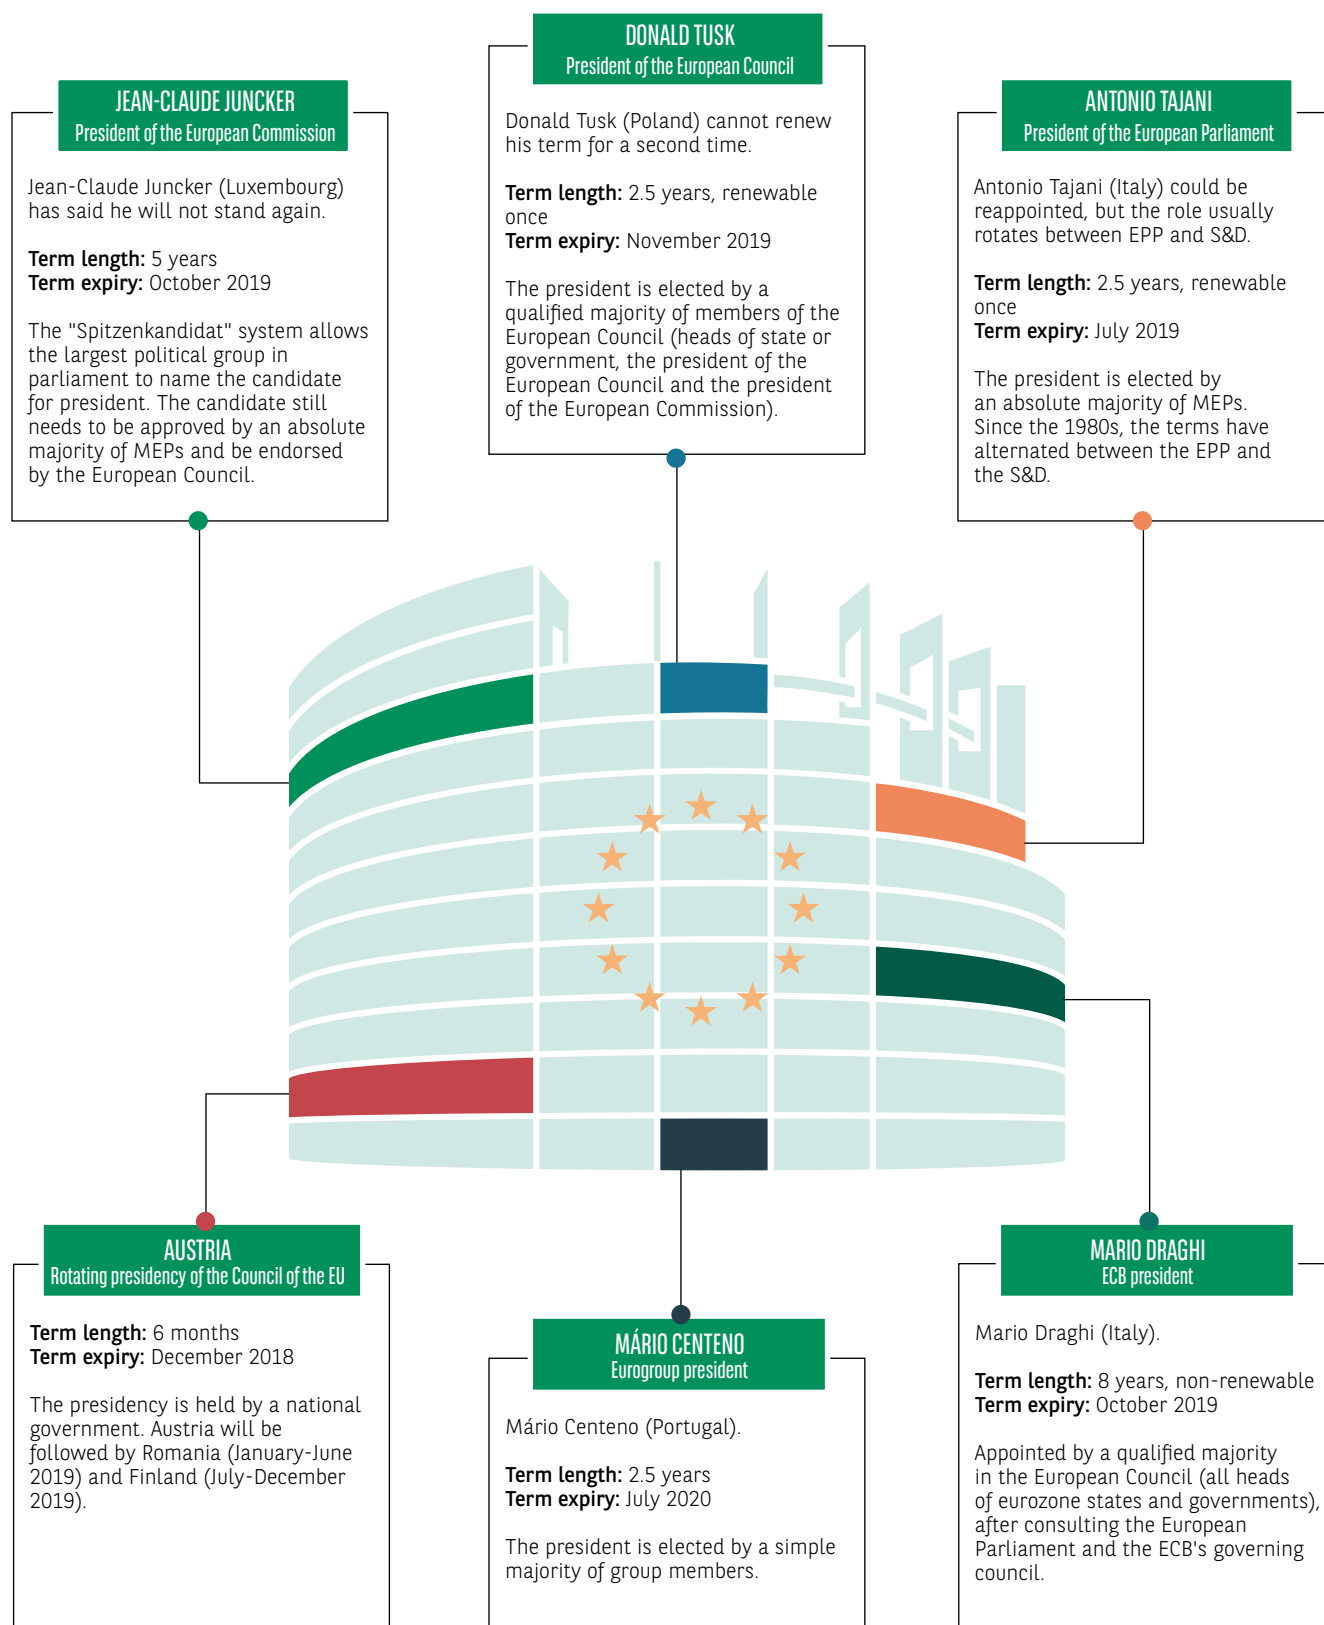 JEAN-CLAUDE JUNCKER
President of the European Commission
Jean-Claude Juncker (Luxembourg)
has said he will not stand again.
Term length: 5 years
Term expiry: October 2019
The "Spitzenkandidat" system allows
the largest political group in
parliament to name the candidate
for president. The candidate still
needs to be approved by an absolute
majority of MEPs and be endorsed
by the European Council.
DONALD TUSK
President of the European Council
Donald Tusk (Poland) cannot renew
his term for a second time.
Term length: 2.5 years, renewable
once
Term expiry: November 2019
The president is elected by a
qualified majority of members of the
European Council (heads of state or
government, the president of the
European Council and the president
of the European Commission).
ANTONIO TAJANI
President of the European Parliament
Antonio Tajani (Italy) could be
reappointed, but the role usually
rotates between EPP and S&D.
Term length: 2.5 years, renewable
once
Term expiry: July 2019
The president is elected by
an absolute majority of MEPs.
Since the 1980s, the terms have
alternated between the EPP and
the S&D.
AUSTRIA
Rotating presidency of the Council of the EU
Term length: 6 months
Term expiry: December 2018
The presidency is held by a national
government. Austria will be
followed by Romania (January-June
2019) and Finland (July-December
2019).
MÁRIO CENTENO
Eurogroup president
Mário Centeno (Portugal).
Term length: 2.5 years
Term expiry: July 2020
The president is elected by a simple
majority of group members.
MARIO DRAGHI
ECB president
Mario Draghi (Italy).
Term length: 8 years, non-renewable
Term expiry: October 2019
Appointed by a qualified majority
in the European Council (all heads
of eurozone states and governments),
after consulting the European
Parliament and the ECB's governing
council.